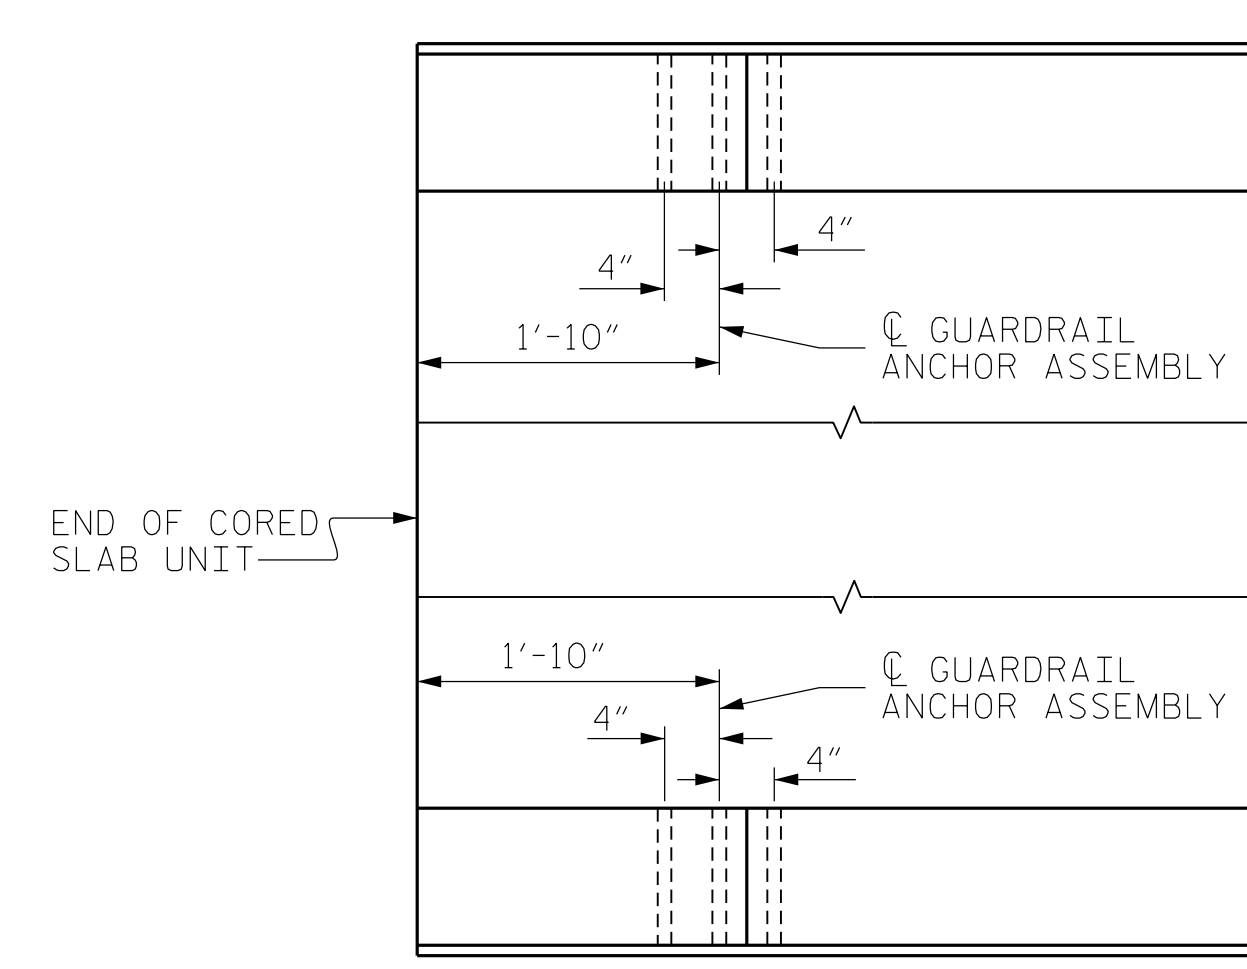 4″
4″
1′-10″
℄ GUARDRAIL
ANCHOR ASSEMBLY
END OF CORED
SLAB UNIT
1′-10″
℄ GUARDRAIL
ANCHOR ASSEMBLY
4″
4″